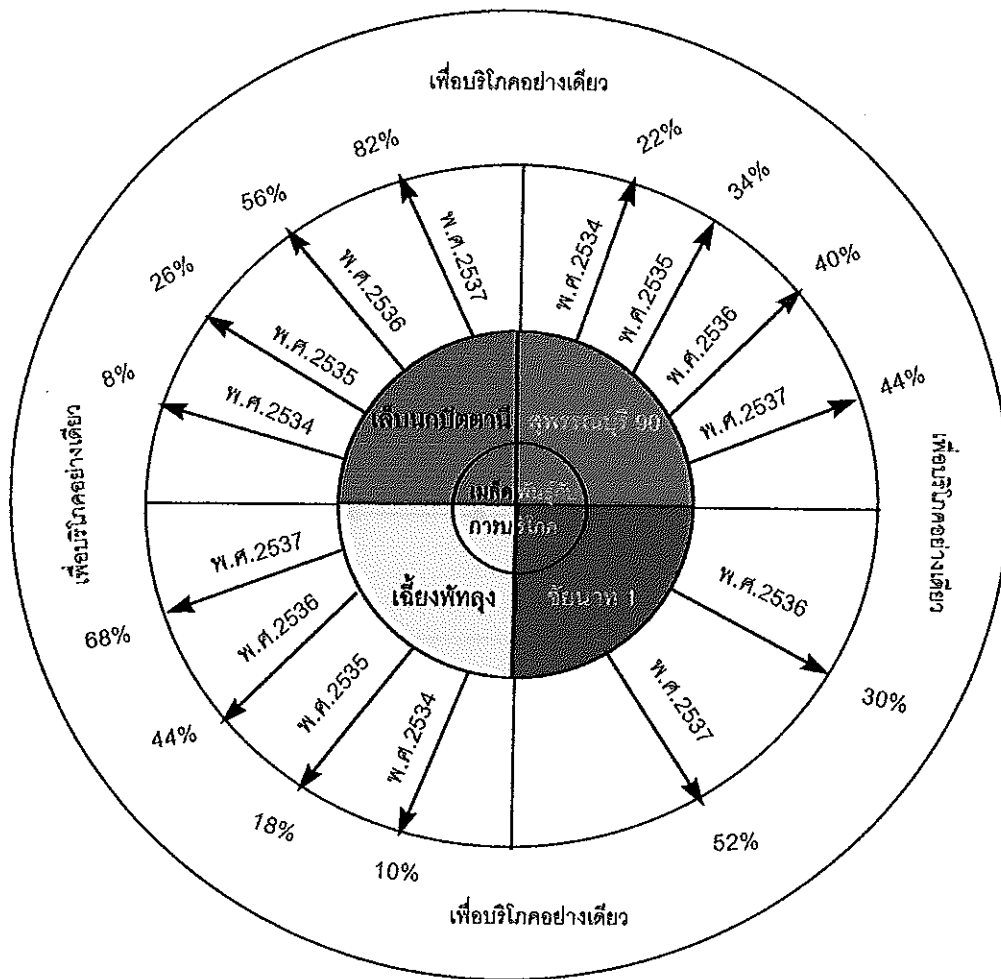 เพื่อบริโภคอย่างเดียว
82%
22%
56%
34%
26%
40%
8%
44%
พ.ศ.2537
พ.ศ.2534
พ.ศ.2536
พ.ศ.2535
พ.ศ.2535
พ.ศ.2536
พ.ศ.2534
พ.ศ.2537
เล็บนกปัตตานี
สุพรรณบุรี 90
เพื่อบริโภคอย่างเดียว
เพื่อบริโภคอย่างเดียว
เมล็ดพันธุ์กับ
การบริโภค
เฉี้ยงพัทลุง
ชัยนาท 1
พ.ศ.2537
พ.ศ.2536
พ.ศ.2536
พ.ศ.2535
พ.ศ.2537
พ.ศ.2534
68%
30%
44%
18%
52%
10%
เพื่อบริโภคอย่างเดียว